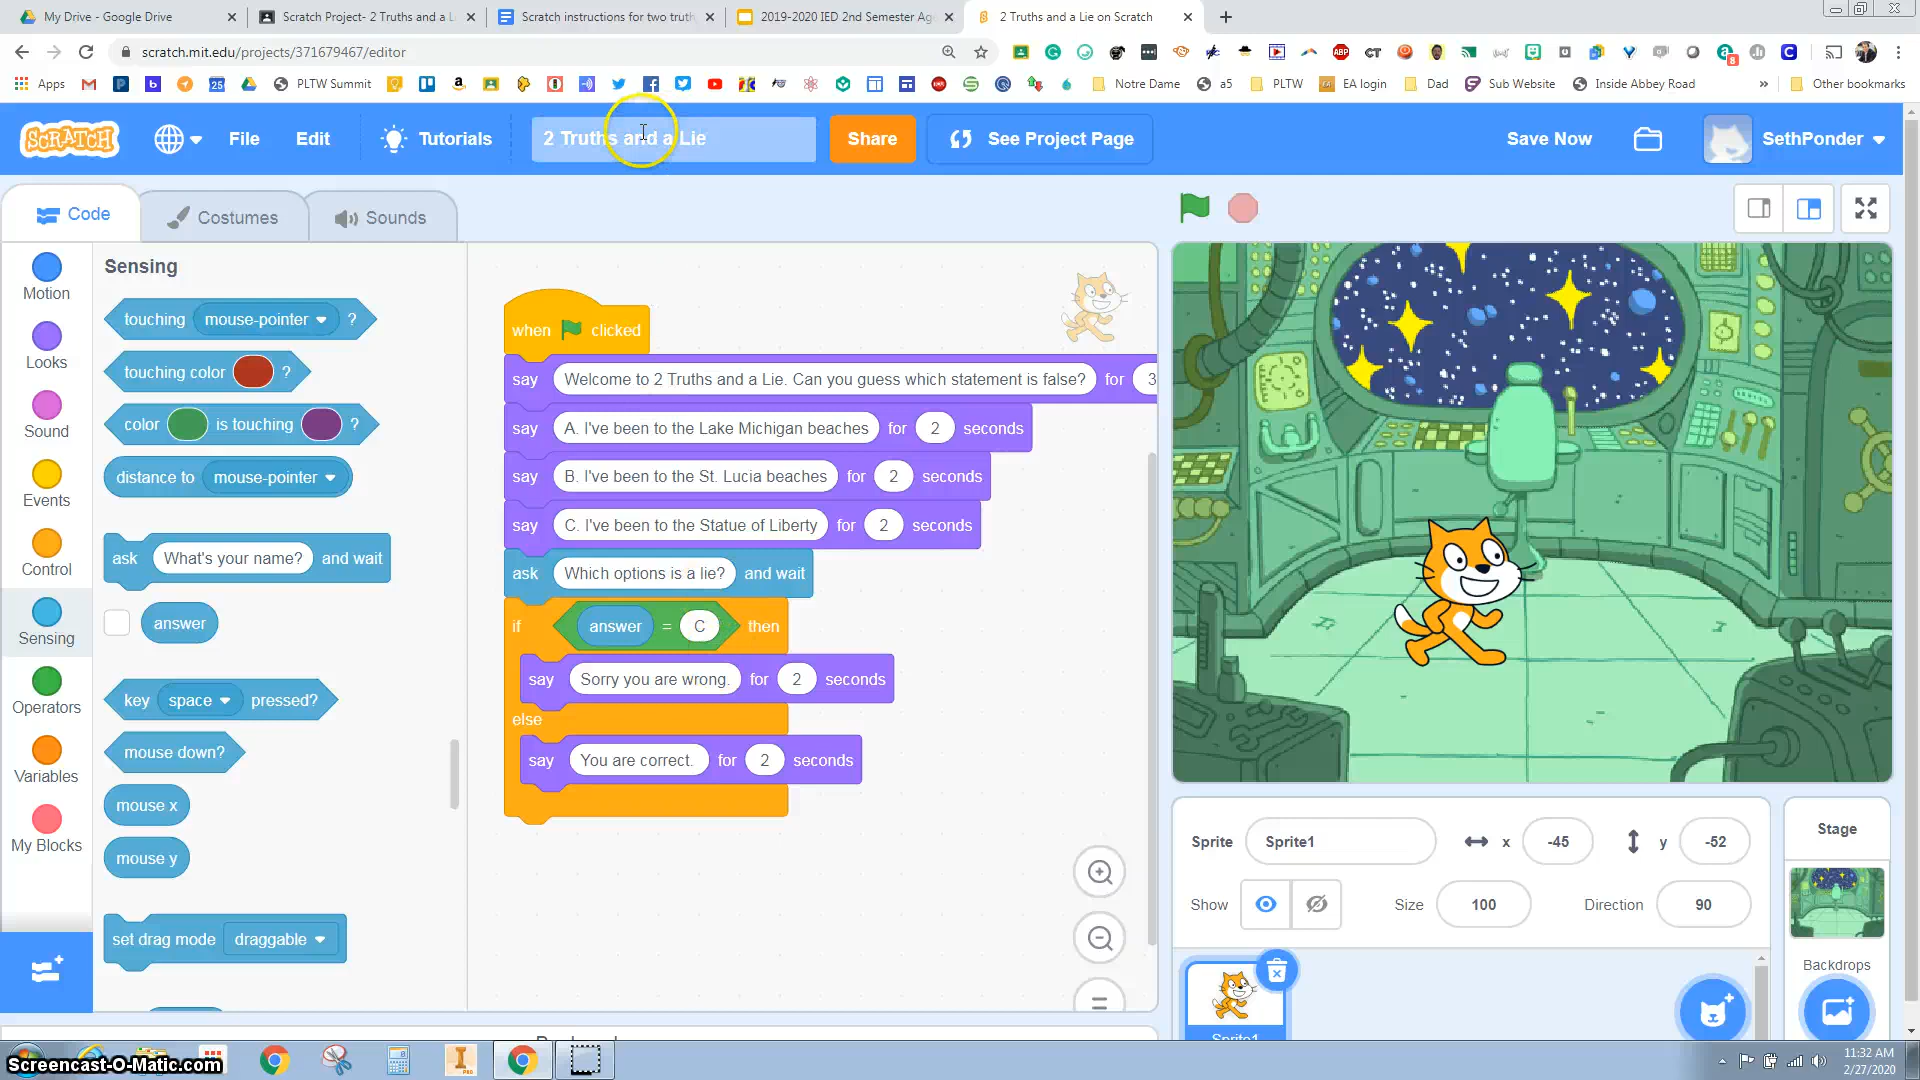 My Drive - Google Drive
Scratch Project- 2 Truths and a L
Scratch instructions for two truth
2019-2020 IED 2nd Semester Ag
2 Truths and a Lie on Scratch
scratch.mit.edu/projects/371679467/editor
Apps
PLTW Summit
Notre Dame
a5
PLTW
EA login
Dad
Sub Website
Inside Abbey Road
Other bookmarks
SCRATCH
File
Edit
Tutorials
2 Truths and a Lie
Share
See Project Page
Save Now
SethPonder
Code
Costumes
Sounds
Motion
Looks
Sound
Events
Control
Sensing
Operators
Variables
My Blocks
Sensing
touching mouse-pointer ?
touching color ?
color is touching ?
distance to mouse-pointer
ask What's your name? and wait
answer
key space pressed?
mouse down?
mouse x
mouse y
set drag mode draggable
when clicked
say Welcome to 2 Truths and a Lie. Can you guess which statement is false? for 3
say A. I've been to the Lake Michigan beaches for 2 seconds
say B. I've been to the St. Lucia beaches for 2 seconds
say C. I've been to the Statue of Liberty for 2 seconds
ask Which options is a lie? and wait
if answer = C then
say Sorry you are wrong. for 2 seconds
else
say You are correct. for 2 seconds
Sprite Sprite1 x -45 y -52
Show Size 100 Direction 90
Sprite1
Stage
Backdrops
Screencast-O-Matic.com
11:32 AM
2/27/2020